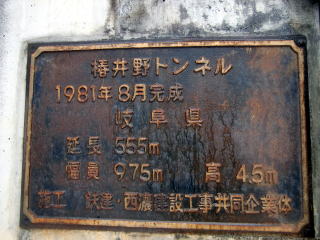 椿井野トンネル
1981年8月完成
岐阜県
延長 555m
幅員 9.75m 高 4.5m
施工 鉄建・西濃建設工事共同企業体